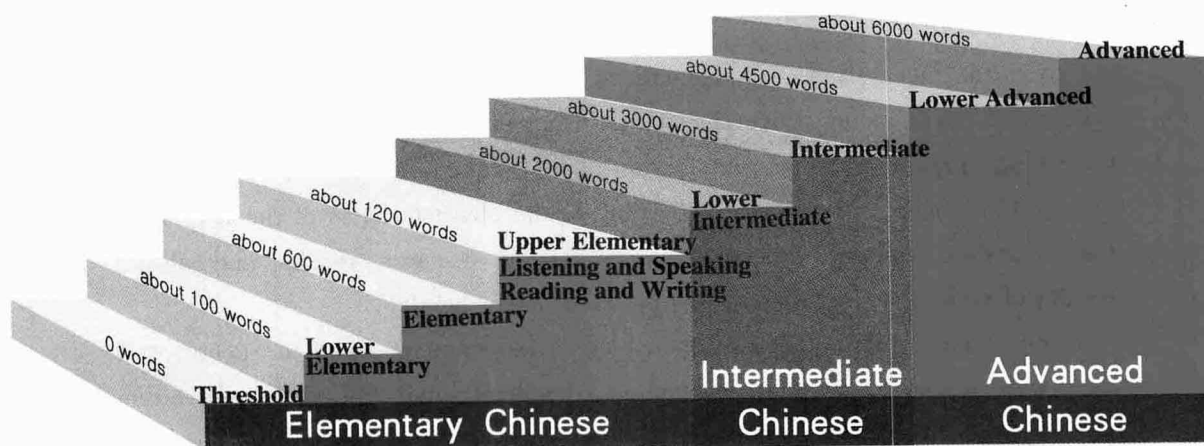 about 6000 words
Advanced
about 4500 words
Lower Advanced
about 3000 words
Intermediate
about 2000 words
Lower
Intermediate
about 1200 words
Upper Elementary
Listening and Speaking
Reading and Writing
about 600 words
Elementary
about 100 words
Lower
Elementary
0 words
Threshold
Elementary Chinese
Intermediate
Chinese
Advanced
Chinese